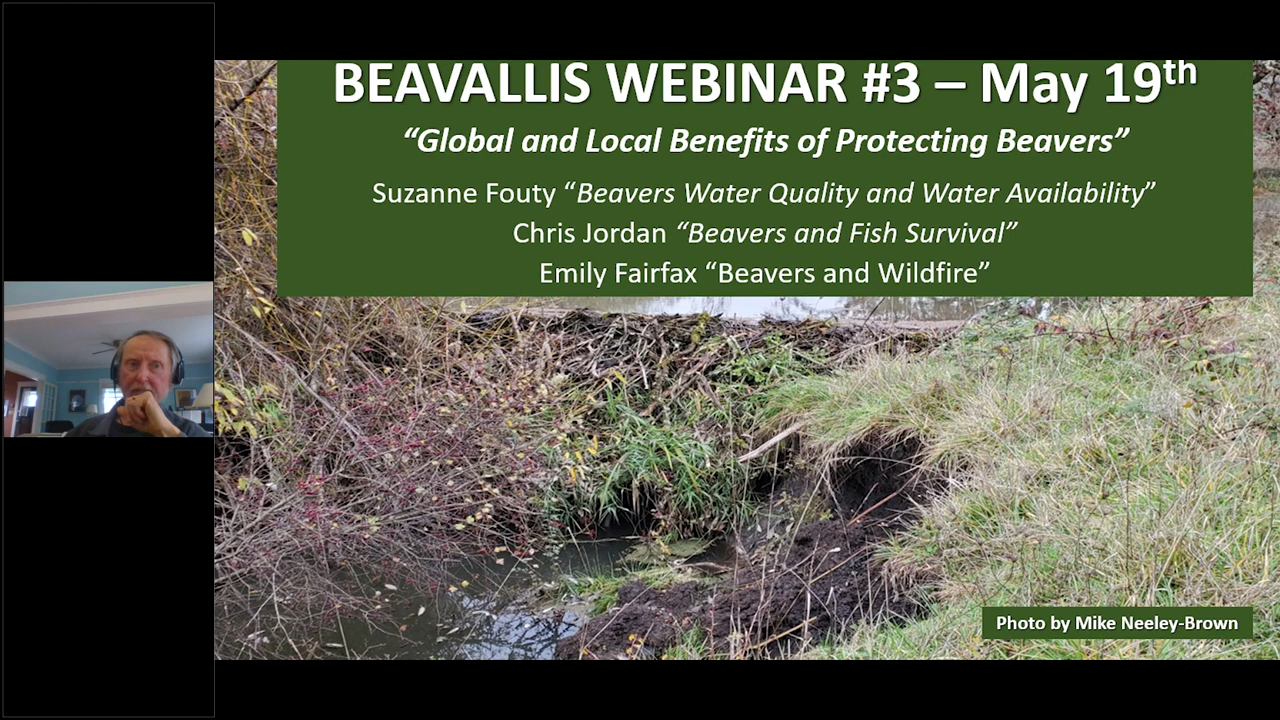 BEAVALLIS WEBINAR #3 – May 19th
“Global and Local Benefits of Protecting Beavers”
Suzanne Fouty “Beavers Water Quality and Water Availability”
Chris Jordan “Beavers and Fish Survival”
Emily Fairfax “Beavers and Wildfire”
Photo by Mike Neeley-Brown